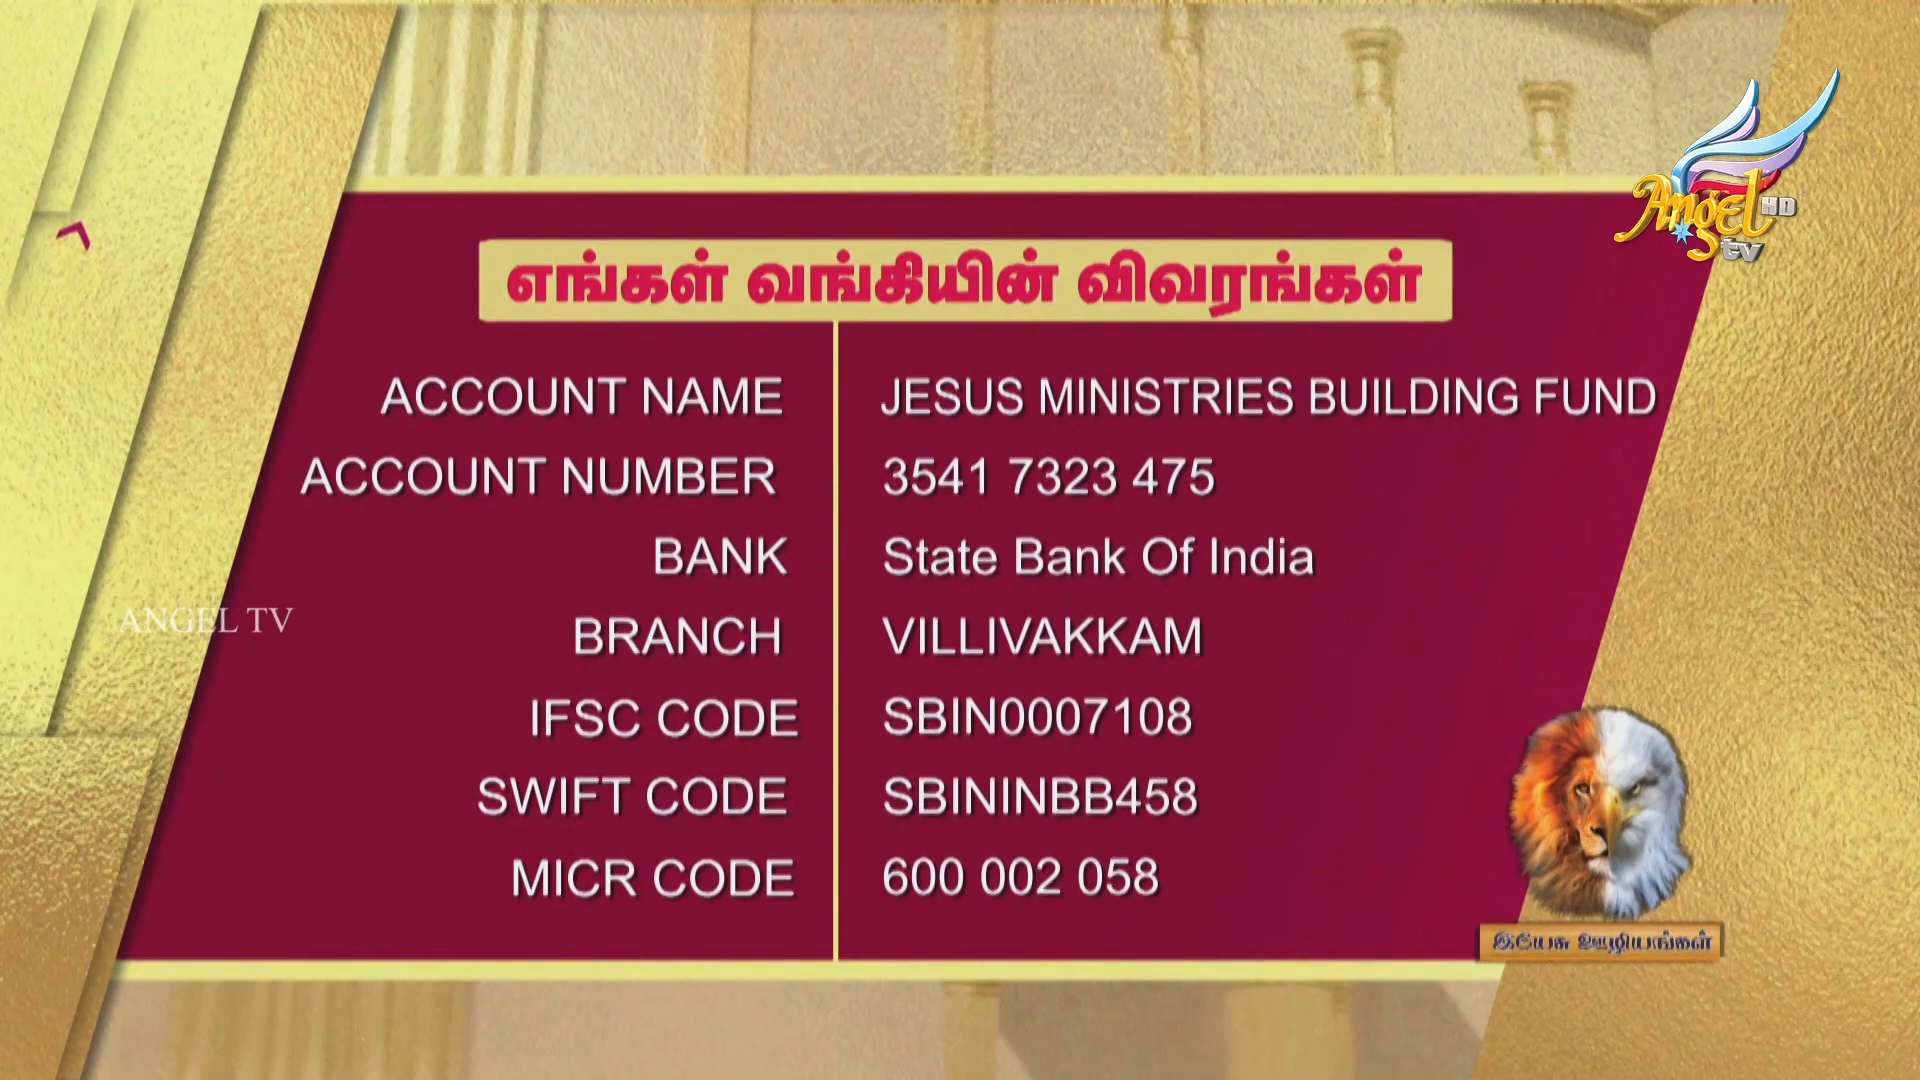 Angel HD
tv
எங்கள் வங்கியின் விவரங்கள்
ACCOUNT NAME JESUS MINISTRIES BUILDING FUND
ACCOUNT NUMBER 3541 7323 475
BANK State Bank Of India
ANGEL TV
BRANCH VILLIVAKKAM
IFSC CODE SBIN0007108
SWIFT CODE SBININBB458
MICR CODE 600 002 058
இயேசு ஊழியங்கள்